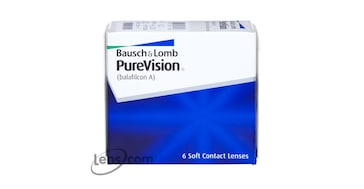 Bausch & Lomb
PureVision®
(balafilcon A)
6 Soft Contact Lenses
Lens.com